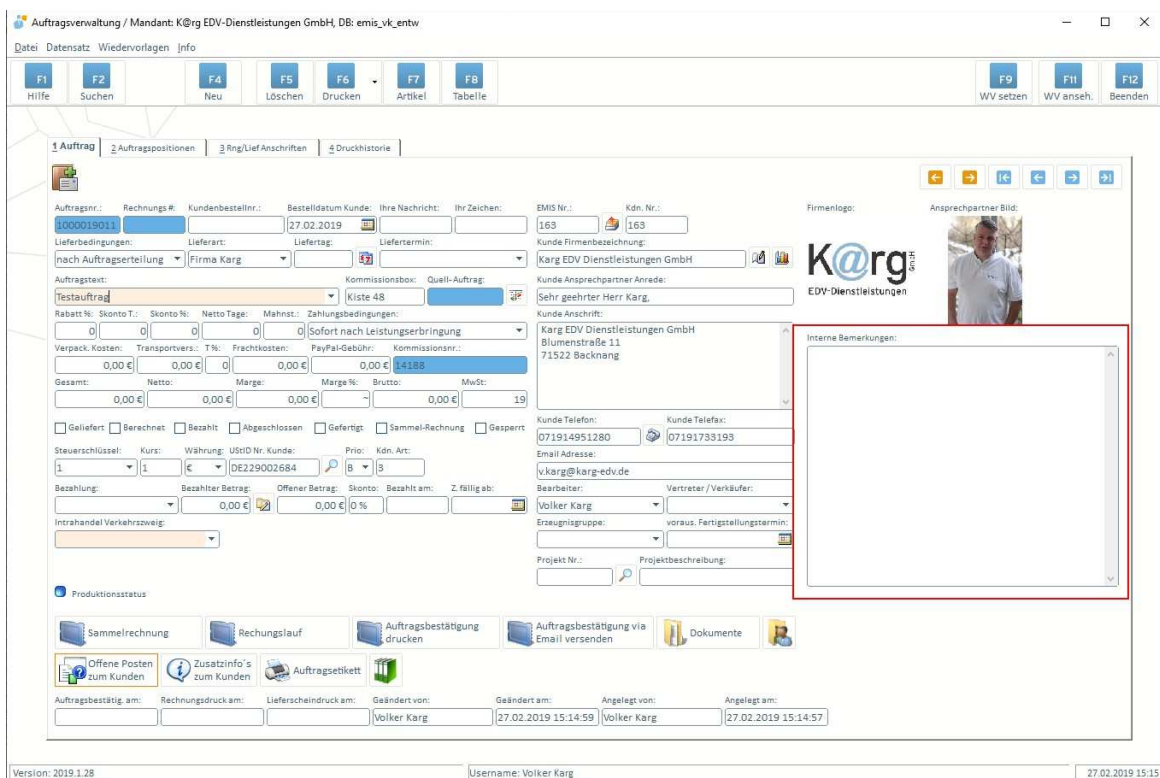 Auftragsverwaltung / Mandant: K@rg EDV-Dienstleistungen GmbH, DB: emis_vk_entw
Datei Datensatz Wiedervorlagen Info
F1 F2 F4 F5 F6 F7 F8 F9 F11 F12
Hilfe Suchen Neu Löschen Drucken Artikel Tabelle WV setzen WV anseh. Beenden
1 Auftrag 2 Auftragspositionen 3 Rng/Lief Anschriften 4 Druckhistorie
Auftragsnr.: Rechnungs #: Kundenbestellnr.: Bestelldatum Kunde: Ihre Nachricht: Ihr Zeichen: EMIS Nr.: Kdn. Nr.: Firmenlogo: Ansprechpartner Bild:
1000019011 27.02.2019 163 163
Lieferbedingungen: Lieferart: Liefertag: Liefertermin: Kunde Firmenbezeichnung:
nach Auftragserteilung Firma Karg Karg EDV Dienstleistungen GmbH
K@rg GmbH
EDV-Dienstleistungen
Auftragstext: Kommissionsbox: Quell-Auftrag: Kunde Ansprechpartner Anrede:
Testauftrag Kiste 48 Sehr geehrter Herr Karg,
Rabatt %: Skonto T.: Skonto %: Netto Tage: Mahnst.: Zahlungsbedingungen: Kunde Anschrift:
0 0 0 0 0 Sofort nach Leistungserbringung Karg EDV Dienstleistungen GmbH
Blumenstraße 11
71522 Backnang
Interne Bemerkungen:
Verpack. Kosten: Transportvers.: T %: Frachtkosten: PayPal-Gebühr: Kommissionsnr.:
0,00 € 0,00 € 0 0,00 € 0,00 € 14188
Gesamt: Netto: Marge: Marge %: Brutto: MwSt:
0,00 € 0,00 € 0,00 € ~ 0,00 € 19
Geliefert Berechnet Bezahlt Abgeschlossen Gefertigt Sammel-Rechnung Gesperrt
Kunde Telefon: Kunde Telefax:
071914951280 07191733193
Steuerschlüssel: Kurs: Währung: UStID Nr. Kunde: Prio: Kdn. Art: Email Adresse:
1 1 € DE229002684 B 3 v.karg@karg-edv.de
Bezahlung: Bezahlter Betrag: Offener Betrag: Skonto: Bezahlt am: Z. fällig ab: Bearbeiter: Vertreter / Verkäufer:
0,00 € 0,00 € 0 % Volker Karg
Intrahandel Verkehrszweig: Erzeugnisgruppe: voraus. Fertigstellungstermin:
Projekt Nr.: Projektbeschreibung:
Produktionsstatus
Sammelrechnung Rechungslauf Auftragsbestätigung drucken Auftragsbestätigung via Email versenden Dokumente
Offene Posten zum Kunden Zusatzinfo´s zum Kunden Auftragsetikett
Auftragsbestätig. am: Rechnungsdruck am: Lieferscheindruck am: Geändert von: Geändert am: Angelegt von: Angelegt am:
Volker Karg 27.02.2019 15:14:59 Volker Karg 27.02.2019 15:14:57
Version: 2019.1.28 Username: Volker Karg 27.02.2019 15:15